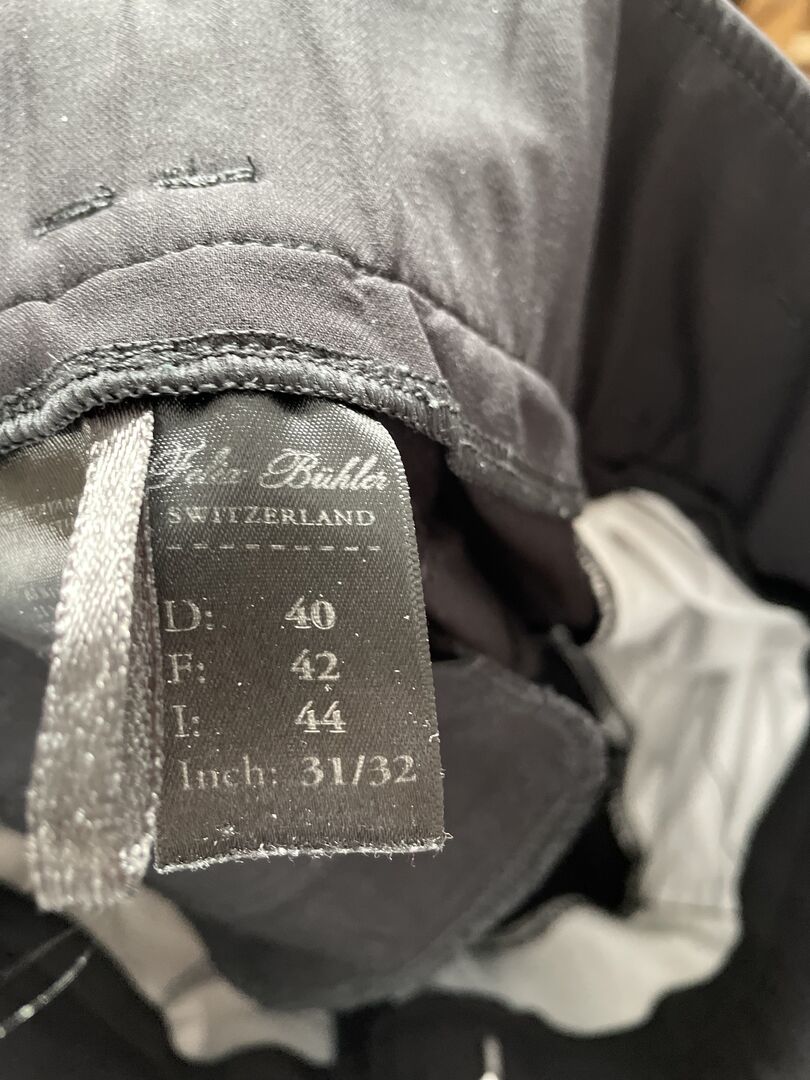 Felix Bühler
SWITZERLAND
- - - - - - - - - -
D: 40
F: 42
I: 44
Inch: 31/32